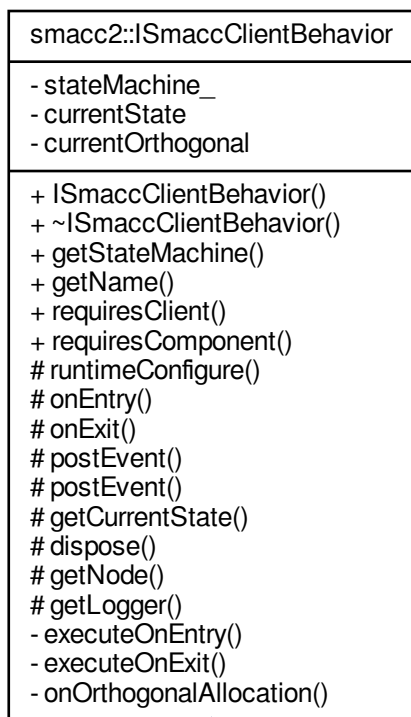 smacc2::ISmaccClientBehavior
- stateMachine_
- currentState
- currentOrthogonal
+ ISmaccClientBehavior()
+ ~ISmaccClientBehavior()
+ getStateMachine()
+ getName()
+ requiresClient()
+ requiresComponent()
# runtimeConfigure()
# onEntry()
# onExit()
# postEvent()
# postEvent()
# getCurrentState()
# dispose()
# getNode()
# getLogger()
- executeOnEntry()
- executeOnExit()
- onOrthogonalAllocation()